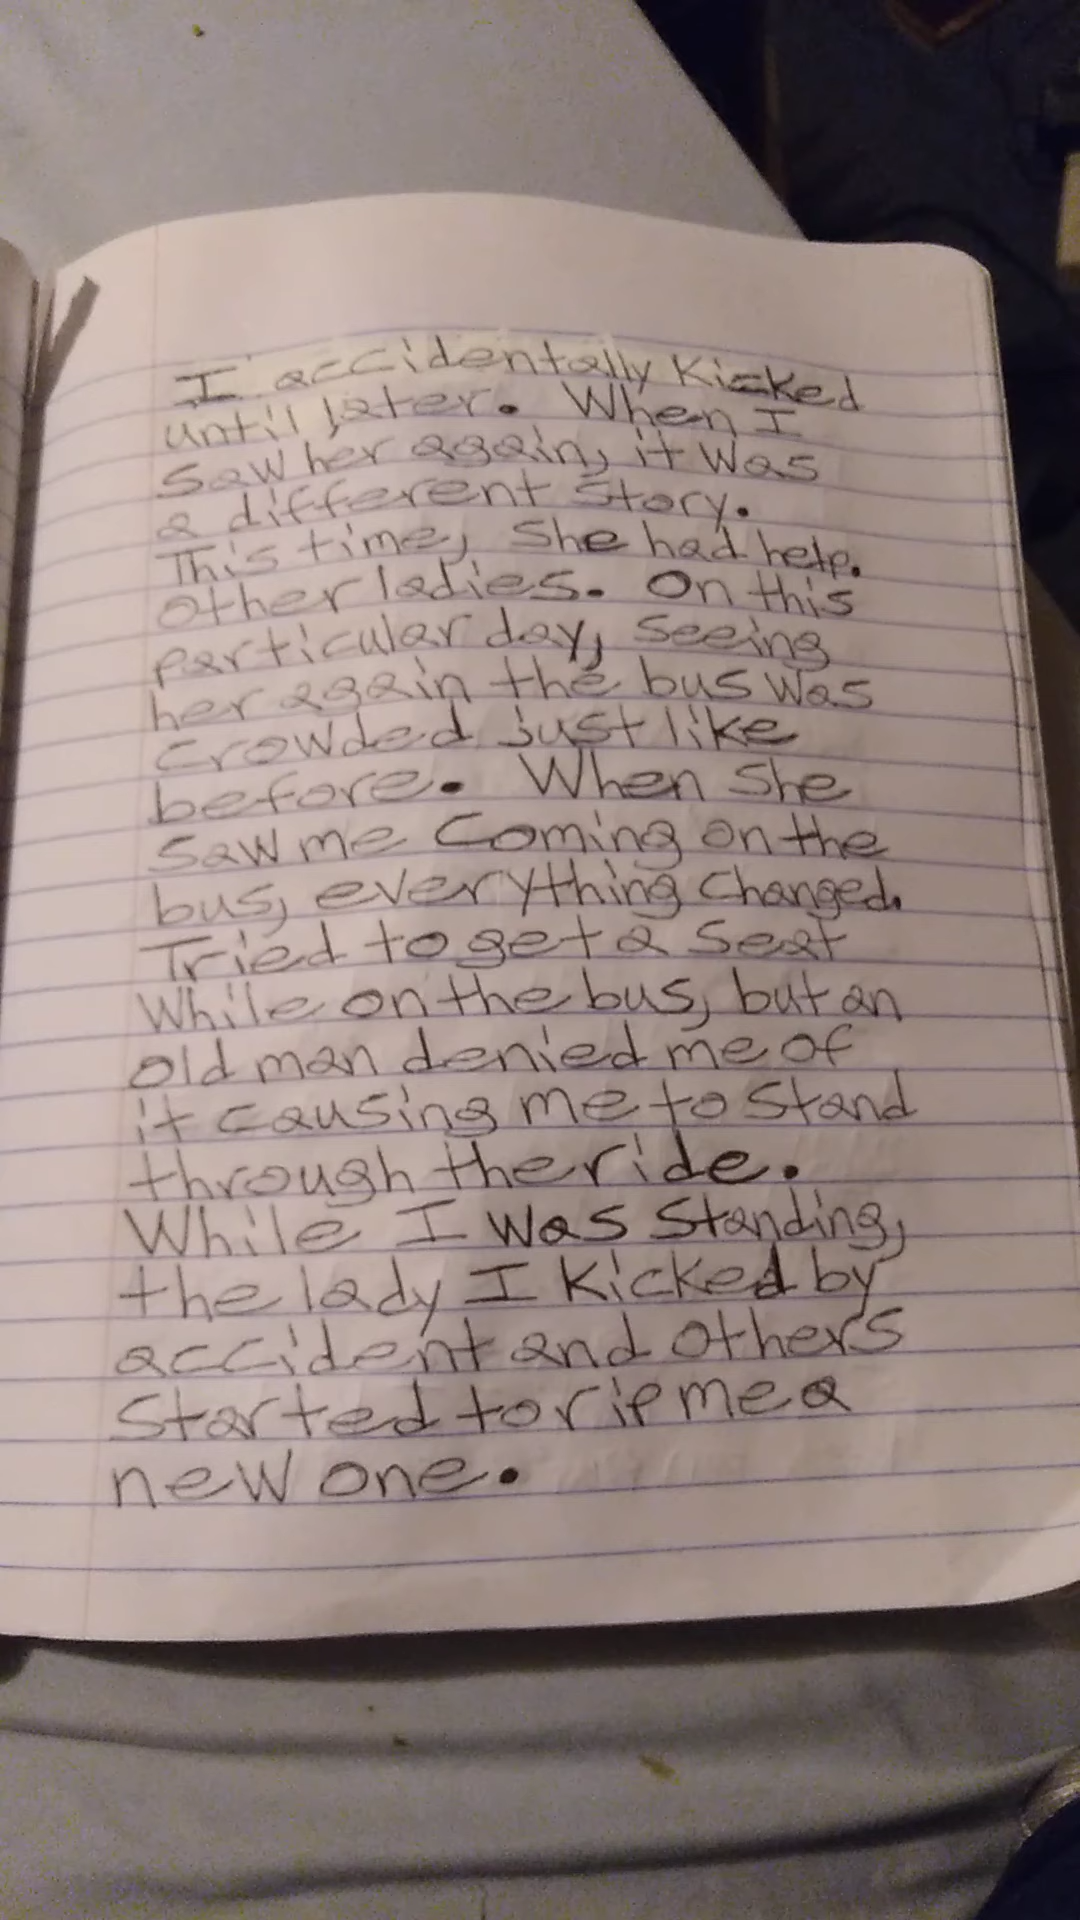 I accidentally Kicked
until later. When I
saw her again, it was
a different story.
This time, she had help.
Other ladies. On this
particular day, seeing
her again the bus was
crowded just like
before. When she
saw me coming on the
bus, everything changed.
Tried to get a seat
While on the bus, but an
old man denied me of
it causing me to stand
through the ride.
While I was standing,
the lady I kicked by
accident and others
started to rip me a
new one.